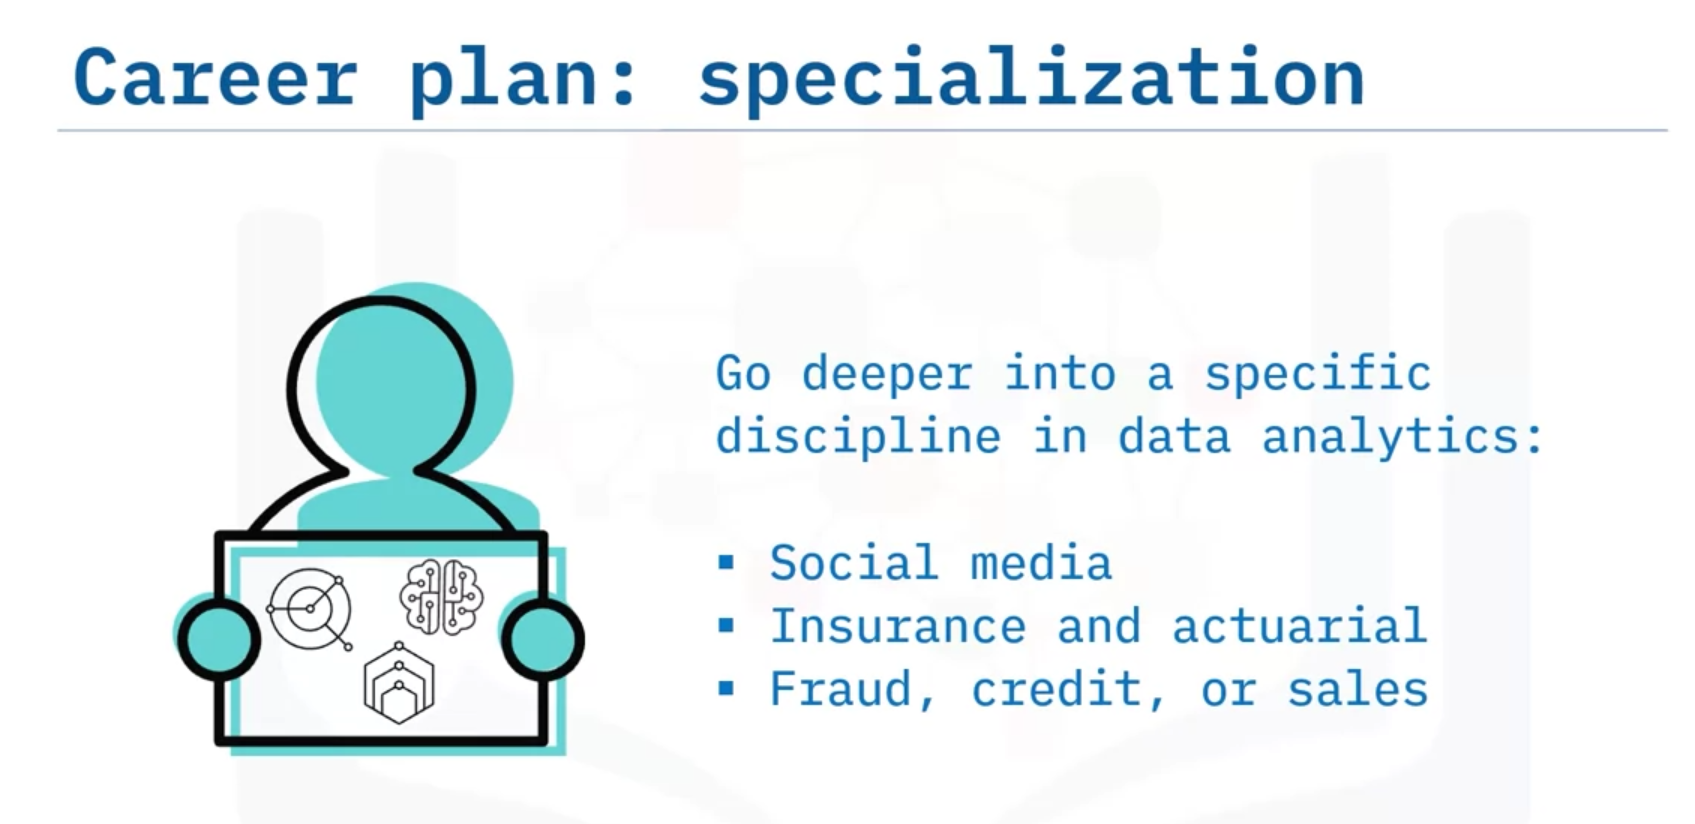 Career plan: specialization
Go deeper into a specific
discipline in data analytics:
▪ Social media
▪ Insurance and actuarial
▪ Fraud, credit, or sales